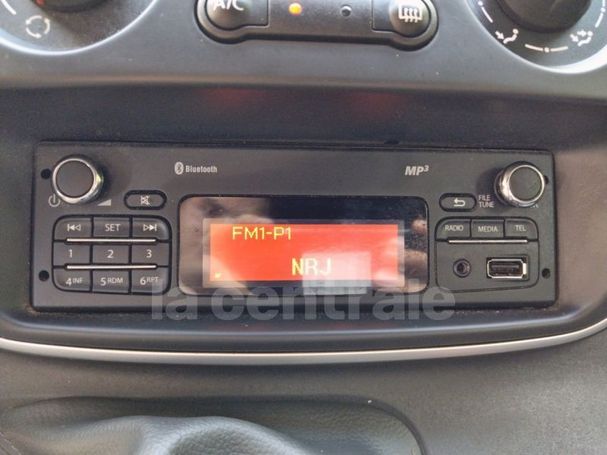 A/C
Bluetooth
MP3
FILE
TUNE
SET
RADIO
MEDIA
TEL
1
2
3
4 INF
5 RDM
6 RPT
FM1-P1
NRJ
la centrale